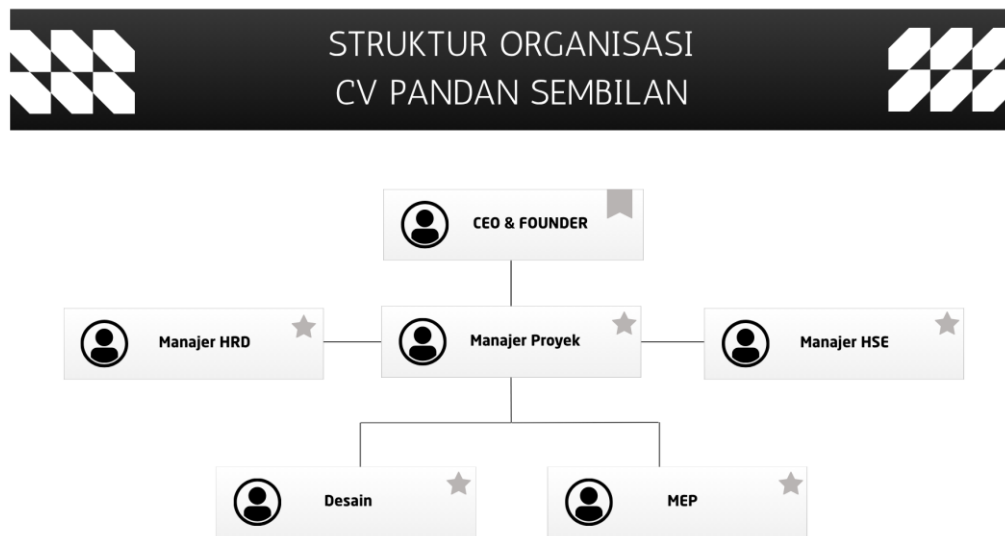 STRUKTUR ORGANISASI
CV PANDAN SEMBILAN
CEO & FOUNDER
Manajer HRD
Manajer Proyek
Manajer HSE
Desain
MEP